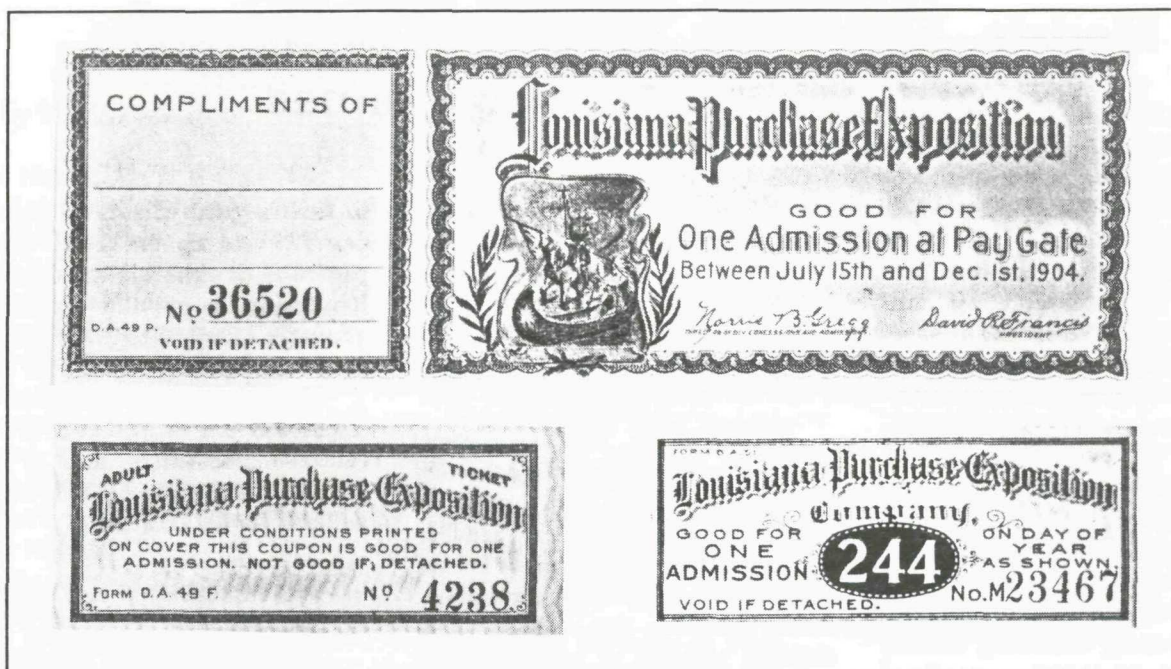 COMPLIMENTS OF
Nº 36520
D.A. 49 P.
VOID IF DETACHED.
Louisiana Purchase Exposition
GOOD FOR
One Admission at Pay Gate
Between July 15th and Dec. 1st, 1904.
Norris B. Gregg
David R. Francis
PRESIDENT
ADULT TICKET
Louisiana Purchase Exposition
UNDER CONDITIONS PRINTED
ON COVER THIS COUPON IS GOOD FOR ONE
ADMISSION. NOT GOOD IF DETACHED.
FORM D.A. 49 F. Nº 4238
FORM D.A.
Louisiana Purchase Exposition
Company,
GOOD FOR ONE ADMISSION
244
ON DAY OF YEAR AS SHOWN.
No. M23467
VOID IF DETACHED.